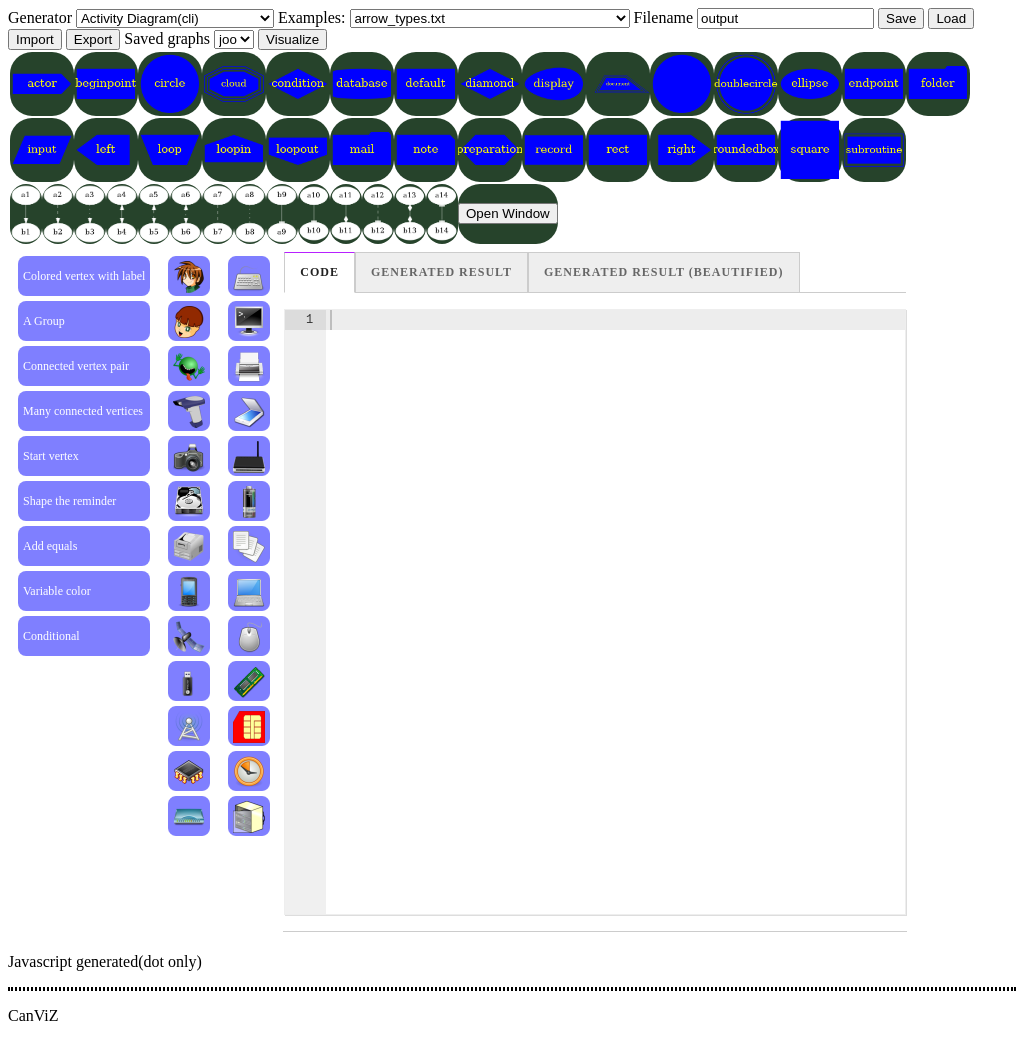 Generator Activity Diagram(cli) Examples: arrow_types.txt Filename output Save Load
Import Export Saved graphs joo Visualize
actor beginpoint circle cloud condition database default diamond display document doublecircle ellipse endpoint folder
input left loop loopin loopout mail note preparation record rect right roundedbox square subroutine
a1 a2 a3 a4 a5 a6 a7 a8 b9 a10 a11 a12 a13 a14
Open Window
b1 b2 b3 b4 b5 b6 b7 b8 a9 b10 b11 b12 b13 b14
CODE GENERATED RESULT GENERATED RESULT (BEAUTIFIED)
Colored vertex with label
1
A Group
Connected vertex pair
Many connected vertices
Start vertex
Shape the reminder
Add equals
Variable color
Conditional
Javascript generated(dot only)
CanViZ